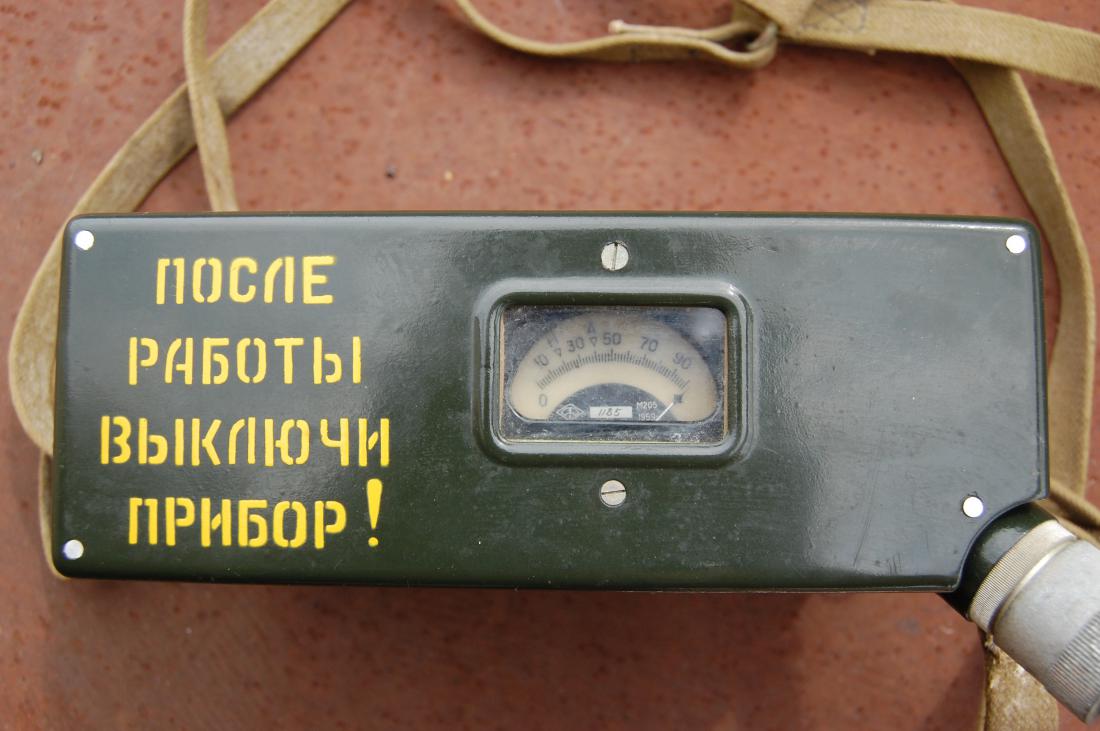 ПОСЛЕ
РАБОТЫ
ВЫКЛЮЧИ
ПРИБОР!
Н А
10 30 50 70 90
0
1185 М205
1959